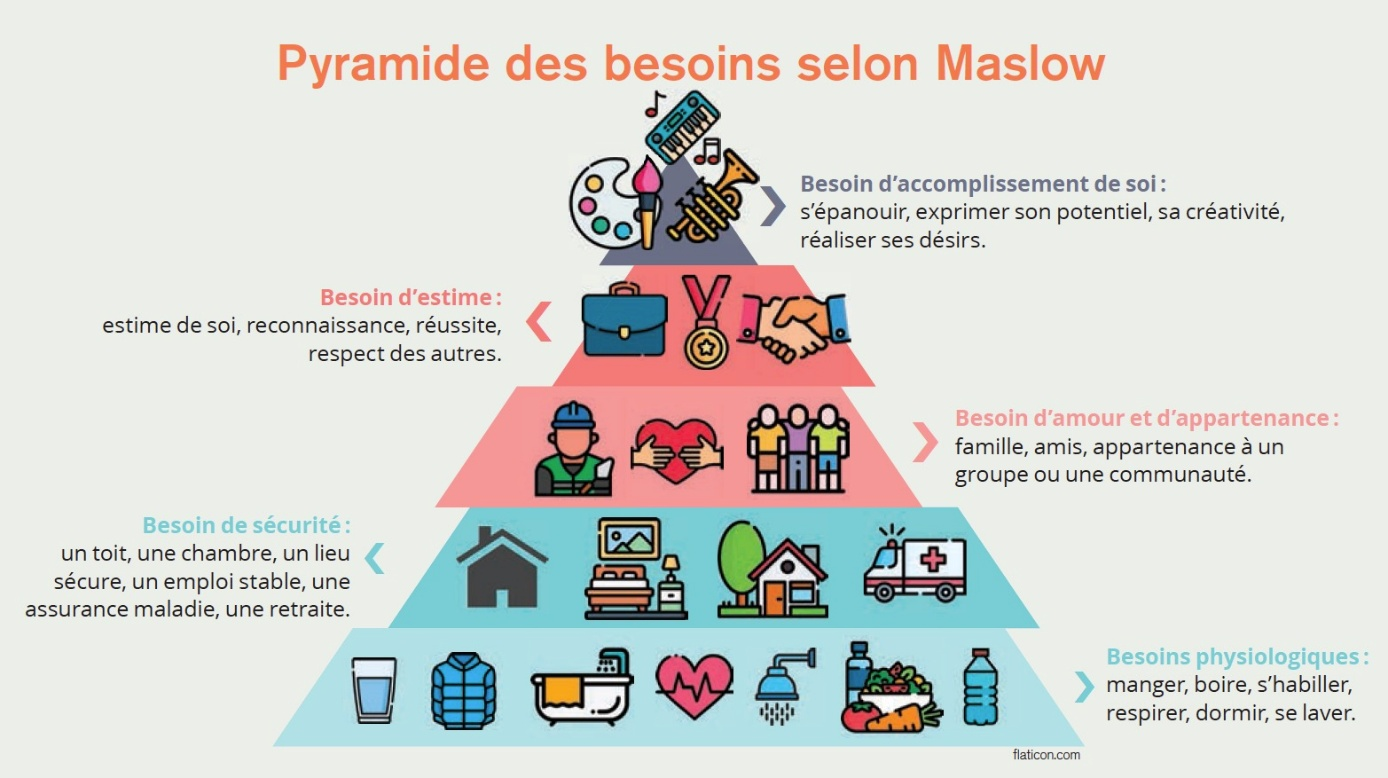 Pyramide des besoins selon Maslow
Besoin d’accomplissement de soi :
s’épanouir, exprimer son potentiel, sa créativité,
réaliser ses désirs.
Besoin d’estime :
estime de soi, reconnaissance, réussite,
respect des autres.
Besoin d’amour et d’appartenance :
famille, amis, appartenance à un
groupe ou une communauté.
Besoin de sécurité :
un toit, une chambre, un lieu
sécure, un emploi stable, une
assurance maladie, une retraite.
Besoins physiologiques :
manger, boire, s’habiller,
respirer, dormir, se laver.
flaticon.com